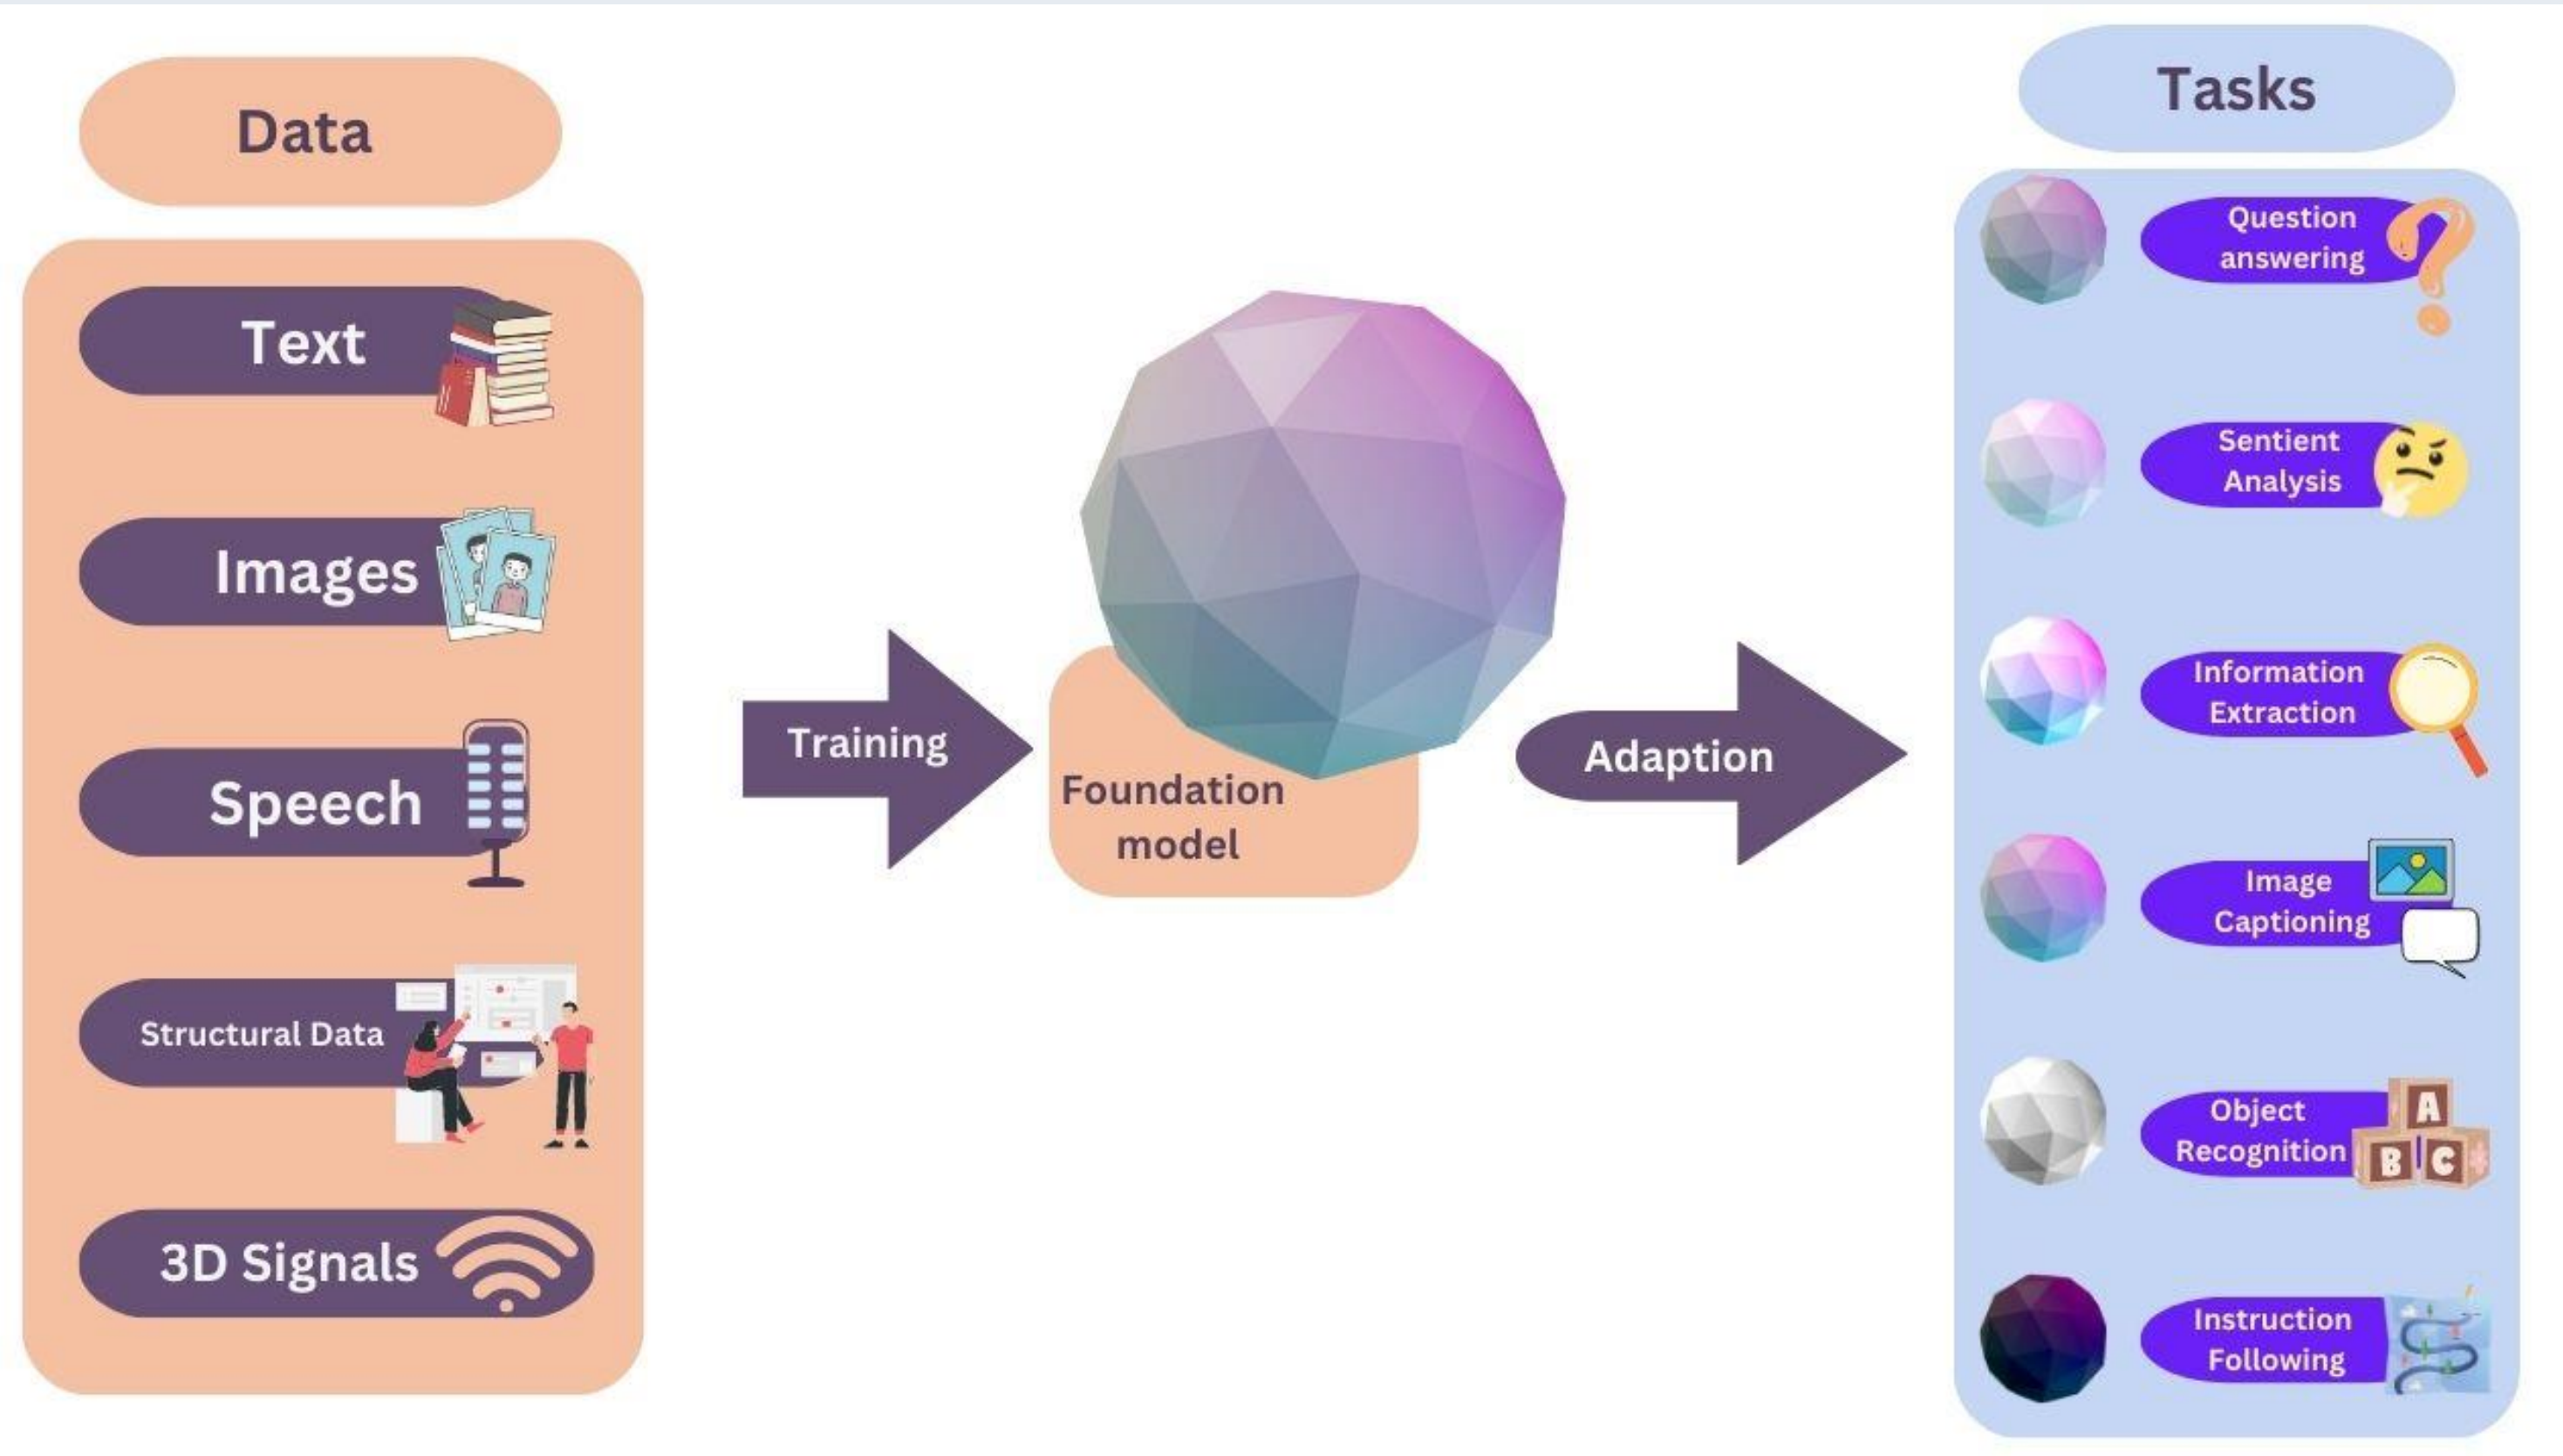 Data
Text
Images
Speech
Structural Data
3D Signals
Training
Foundation
model
Adaption
Tasks
Question
answering
Sentient
Analysis
Information
Extraction
Image
Captioning
Object
Recognition
A
B C
Instruction
Following